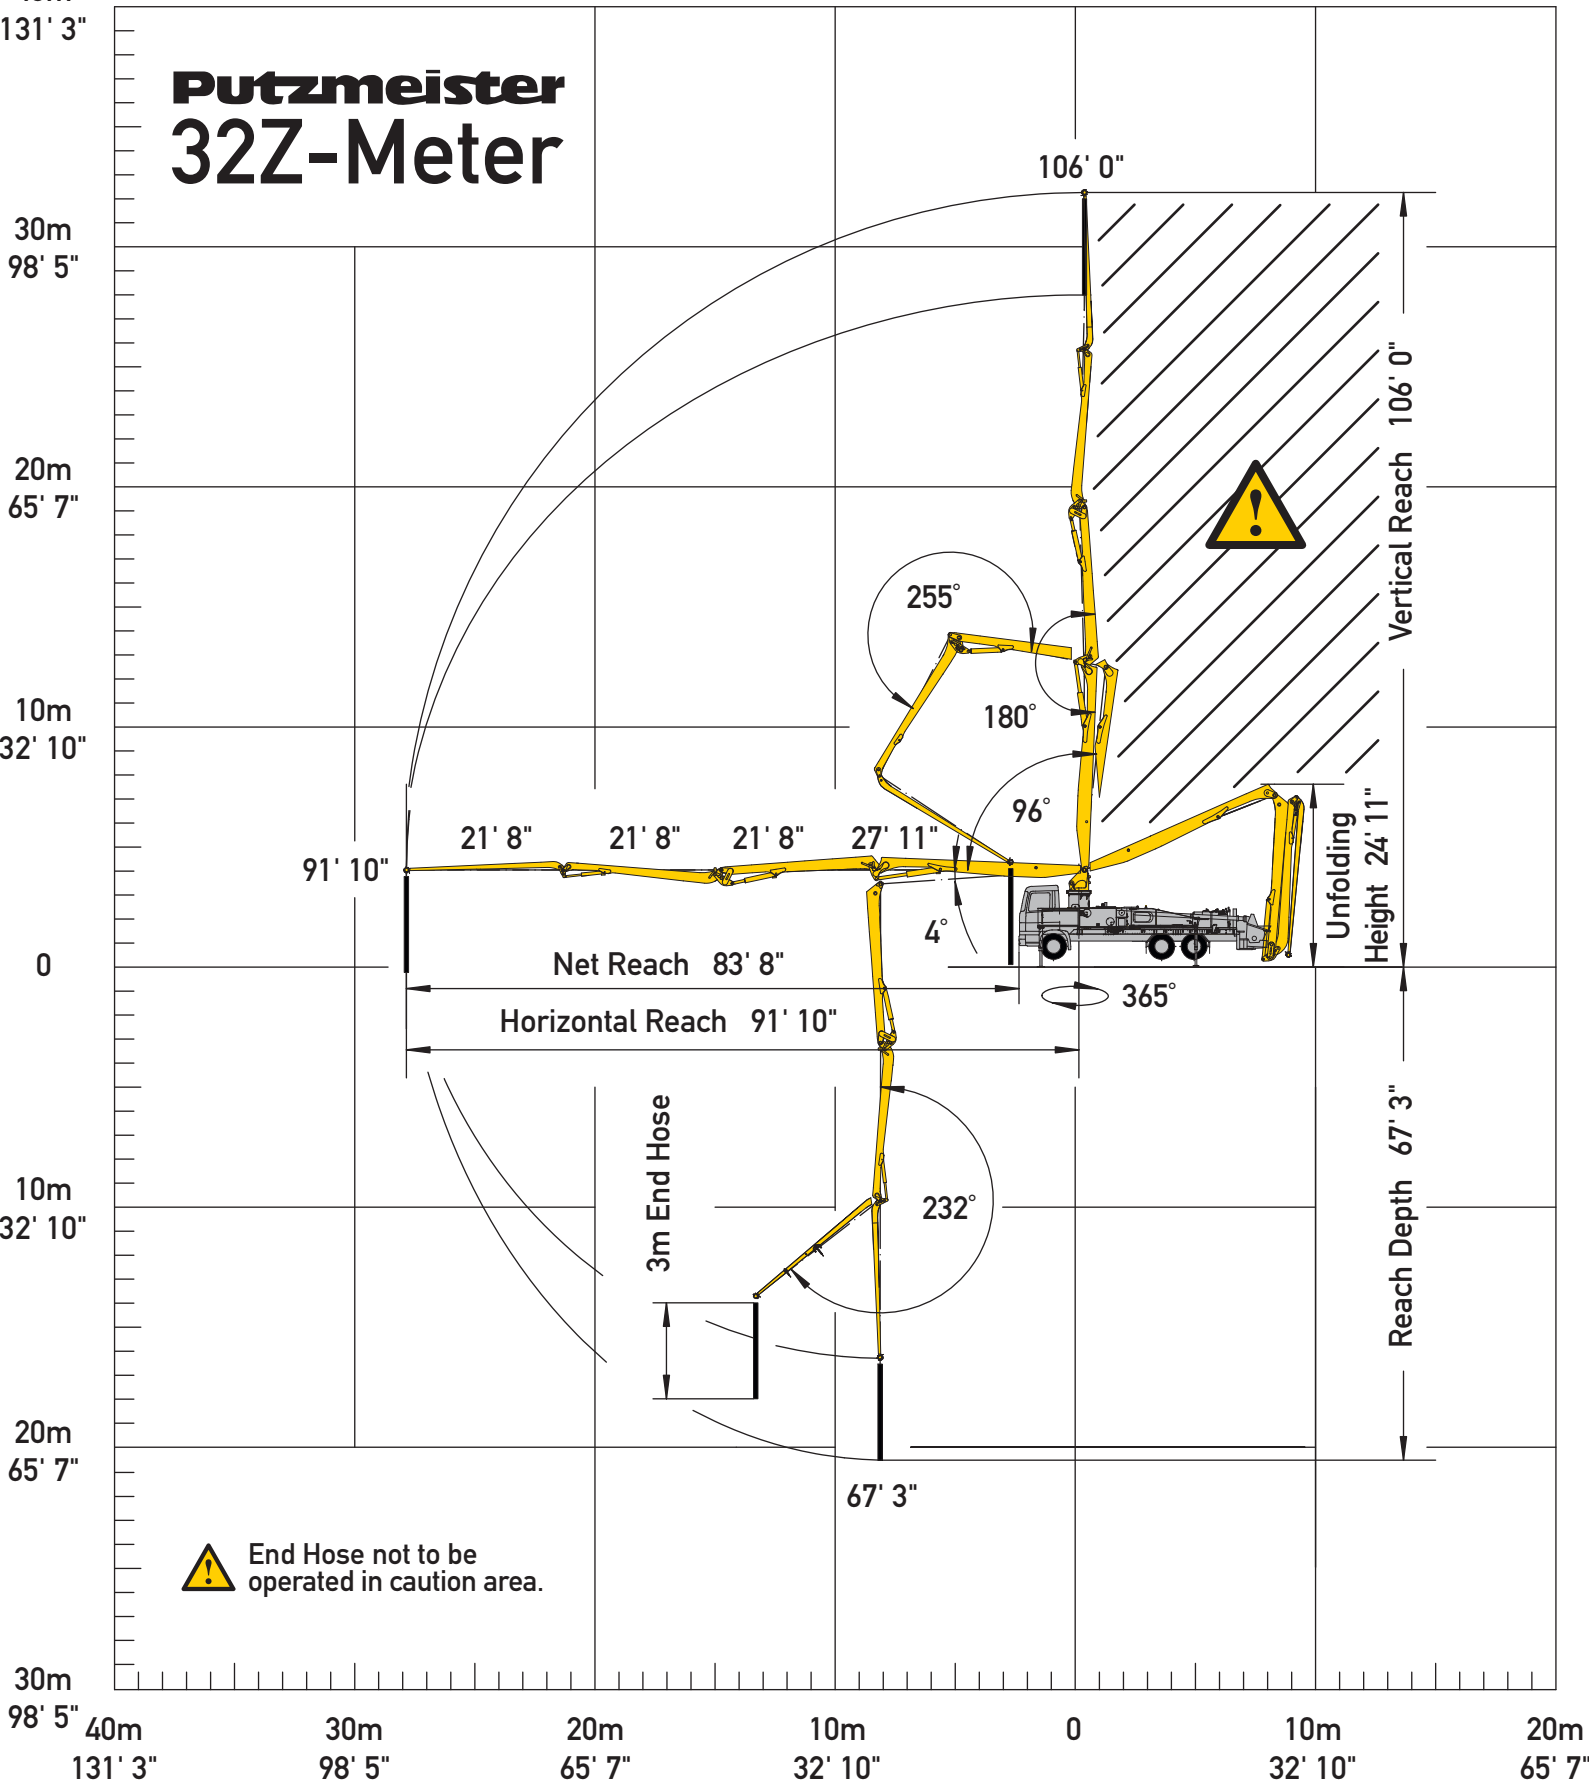 131' 3"
Putzmeister
32Z-Meter
106' 0"
30m
98' 5"
Vertical Reach 106' 0"
20m
65' 7"
!
255°
180°
10m
32' 10"
96°
21' 8"
21' 8"
21' 8"
27' 11"
91' 10"
Unfolding
Height 24' 11"
4°
0
Net Reach 83' 8"
365°
Horizontal Reach 91' 10"
3m End Hose
Reach Depth 67' 3"
10m
32' 10"
232°
20m
65' 7"
67' 3"
!
End Hose not to be
operated in caution area.
30m
98' 5"
40m
30m
20m
10m
0
10m
20m
131' 3"
98' 5"
65' 7"
32' 10"
32' 10"
65' 7"